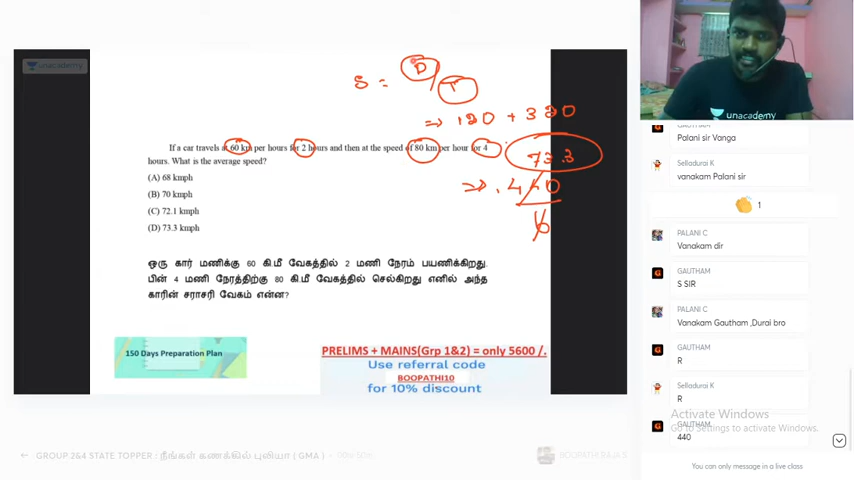 unacademy
S = D/T
⇒ 120 + 320
If a car travels at 60 km per hours for 2 hours and then at the speed of 80 km per hour for 4
hours. What is the average speed?
73.3
⇒ 440
6
(A) 68 kmph
(B) 70 kmph
(C) 72.1 kmph
(D) 73.3 kmph
ஒரு கார் மணிக்கு 60 கி.மீ வேகத்தில் 2 மணி நேரம் பயணிக்கிறது.
பின் 4 மணி நேரத்திற்கு 80 கி.மீ வேகத்தில் செல்கிறது எனில் அந்த
காரின் சராசரி வேகம் என்ன?
150 Days Preparation Plan
PRELIMS + MAINS(Grp 1&2) = only 5600 /.
Use referral code
BOOPATHI10
for 10% discount
GROUP 2&4 STATE TOPPER : நீங்கள் கணக்கில் புலியா ( GMA )
BOOPATHI RAJA S
unacademy
Palani sir Vanga
Selladurai K
vanakam Palani sir
1
PALANI C
Vanakam dir
GAUTHAM
S SIR
PALANI C
Vanakam Gautham ,Durai bro
GAUTHAM
R
Selladurai K
R
Activate Windows
Go to Settings to activate Windows.
GAUTHAM
440
You can only message in a live class